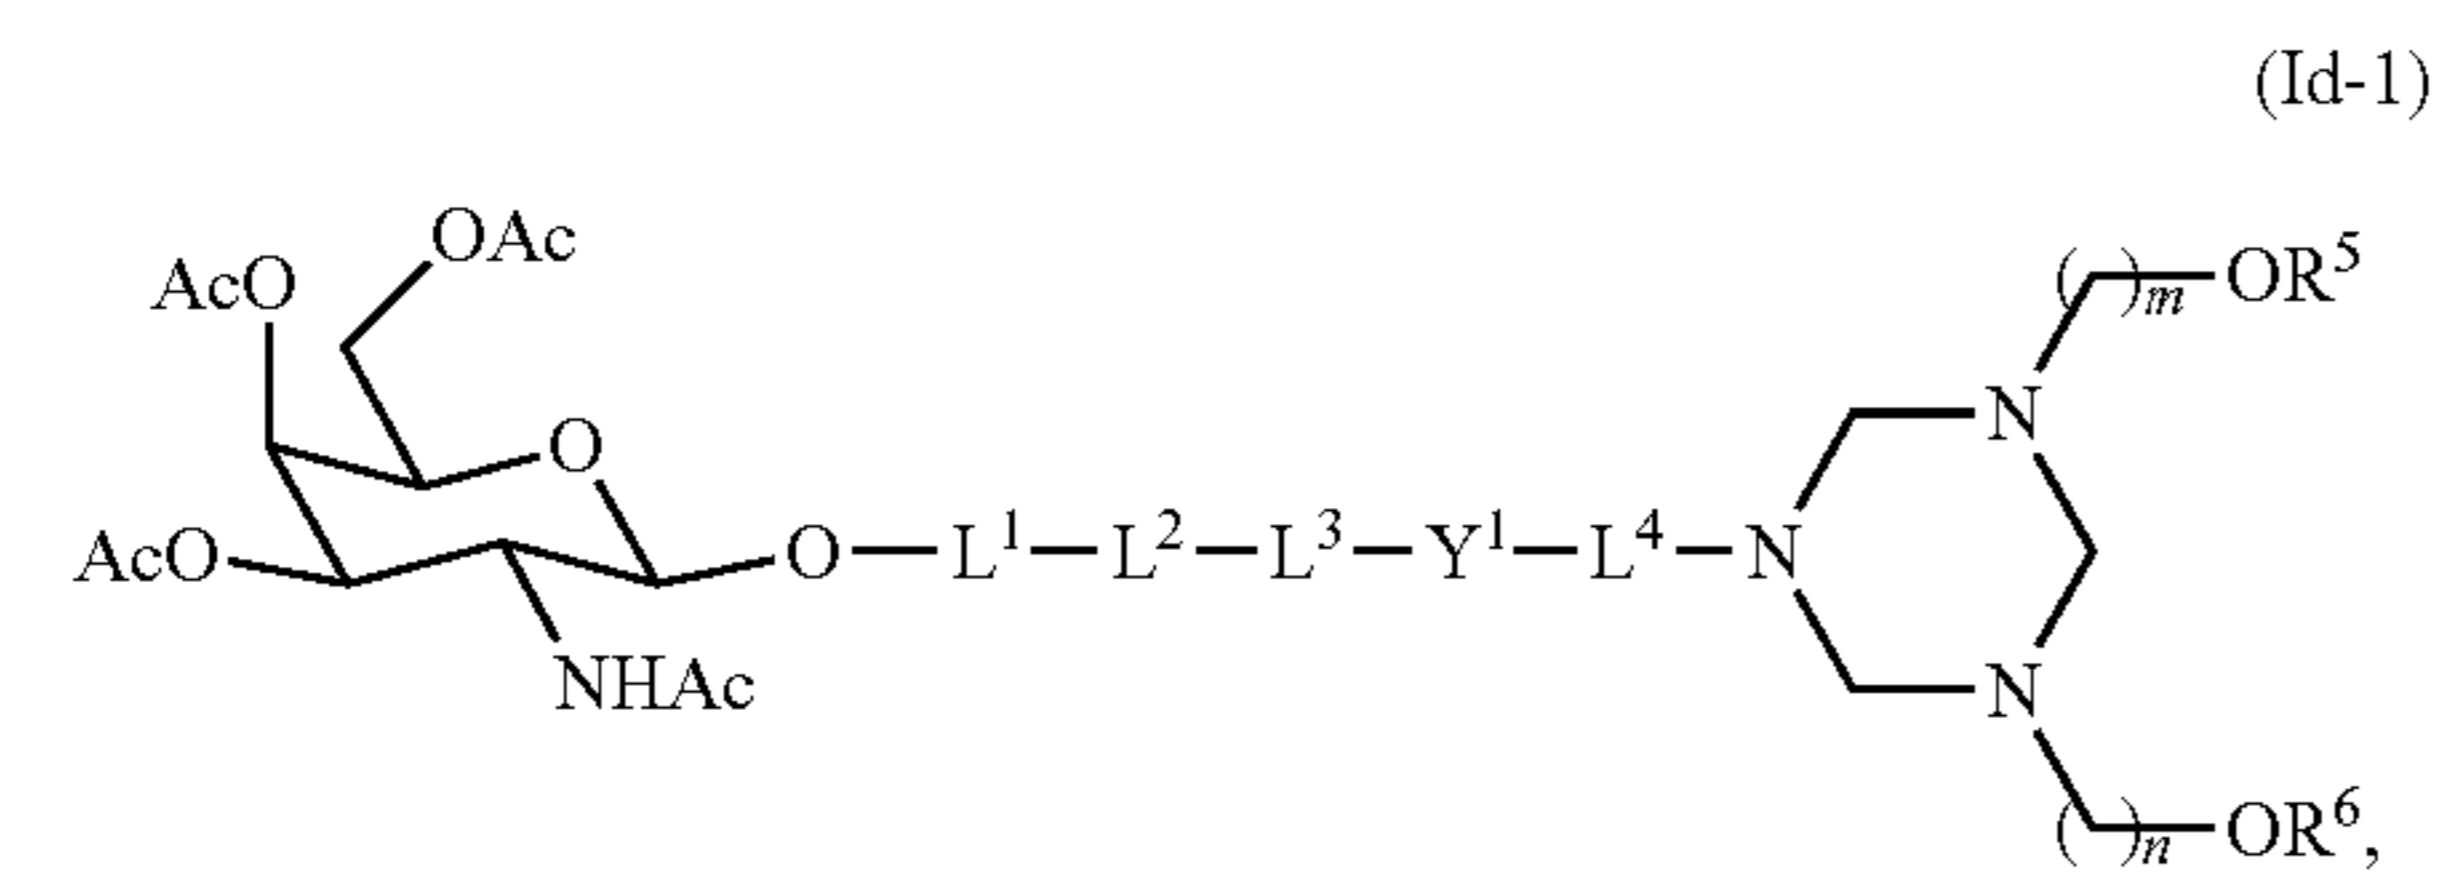 (Id-1)
OAc
AcO
( )m OR⁵
N
O
AcO
O—L¹—L²—L³—Y¹—L⁴—N
NHAc
N
( )n OR⁶,